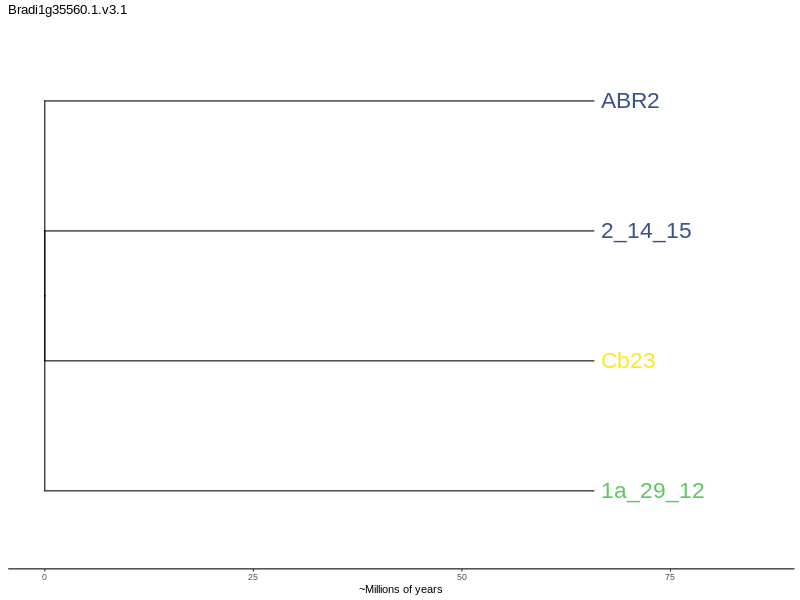 Bradi1g35560.1.v3.1
ABR2
2_14_15
Cb23
1a_29_12
0 25 50 75
~Millions of years